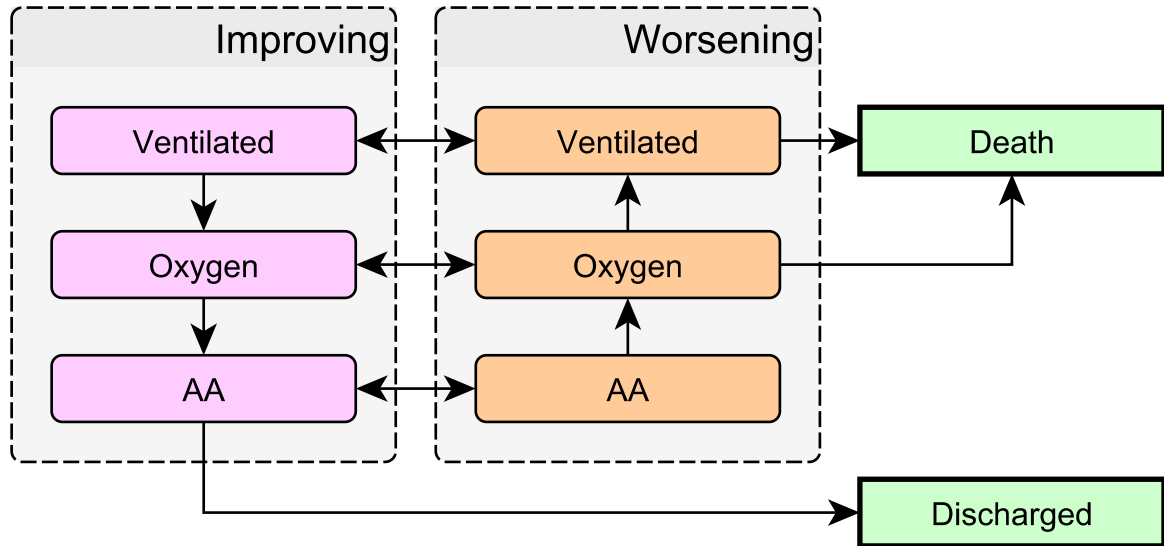 Improving
Worsening
Ventilated
Ventilated
Death
Oxygen
Oxygen
AA
AA
Discharged